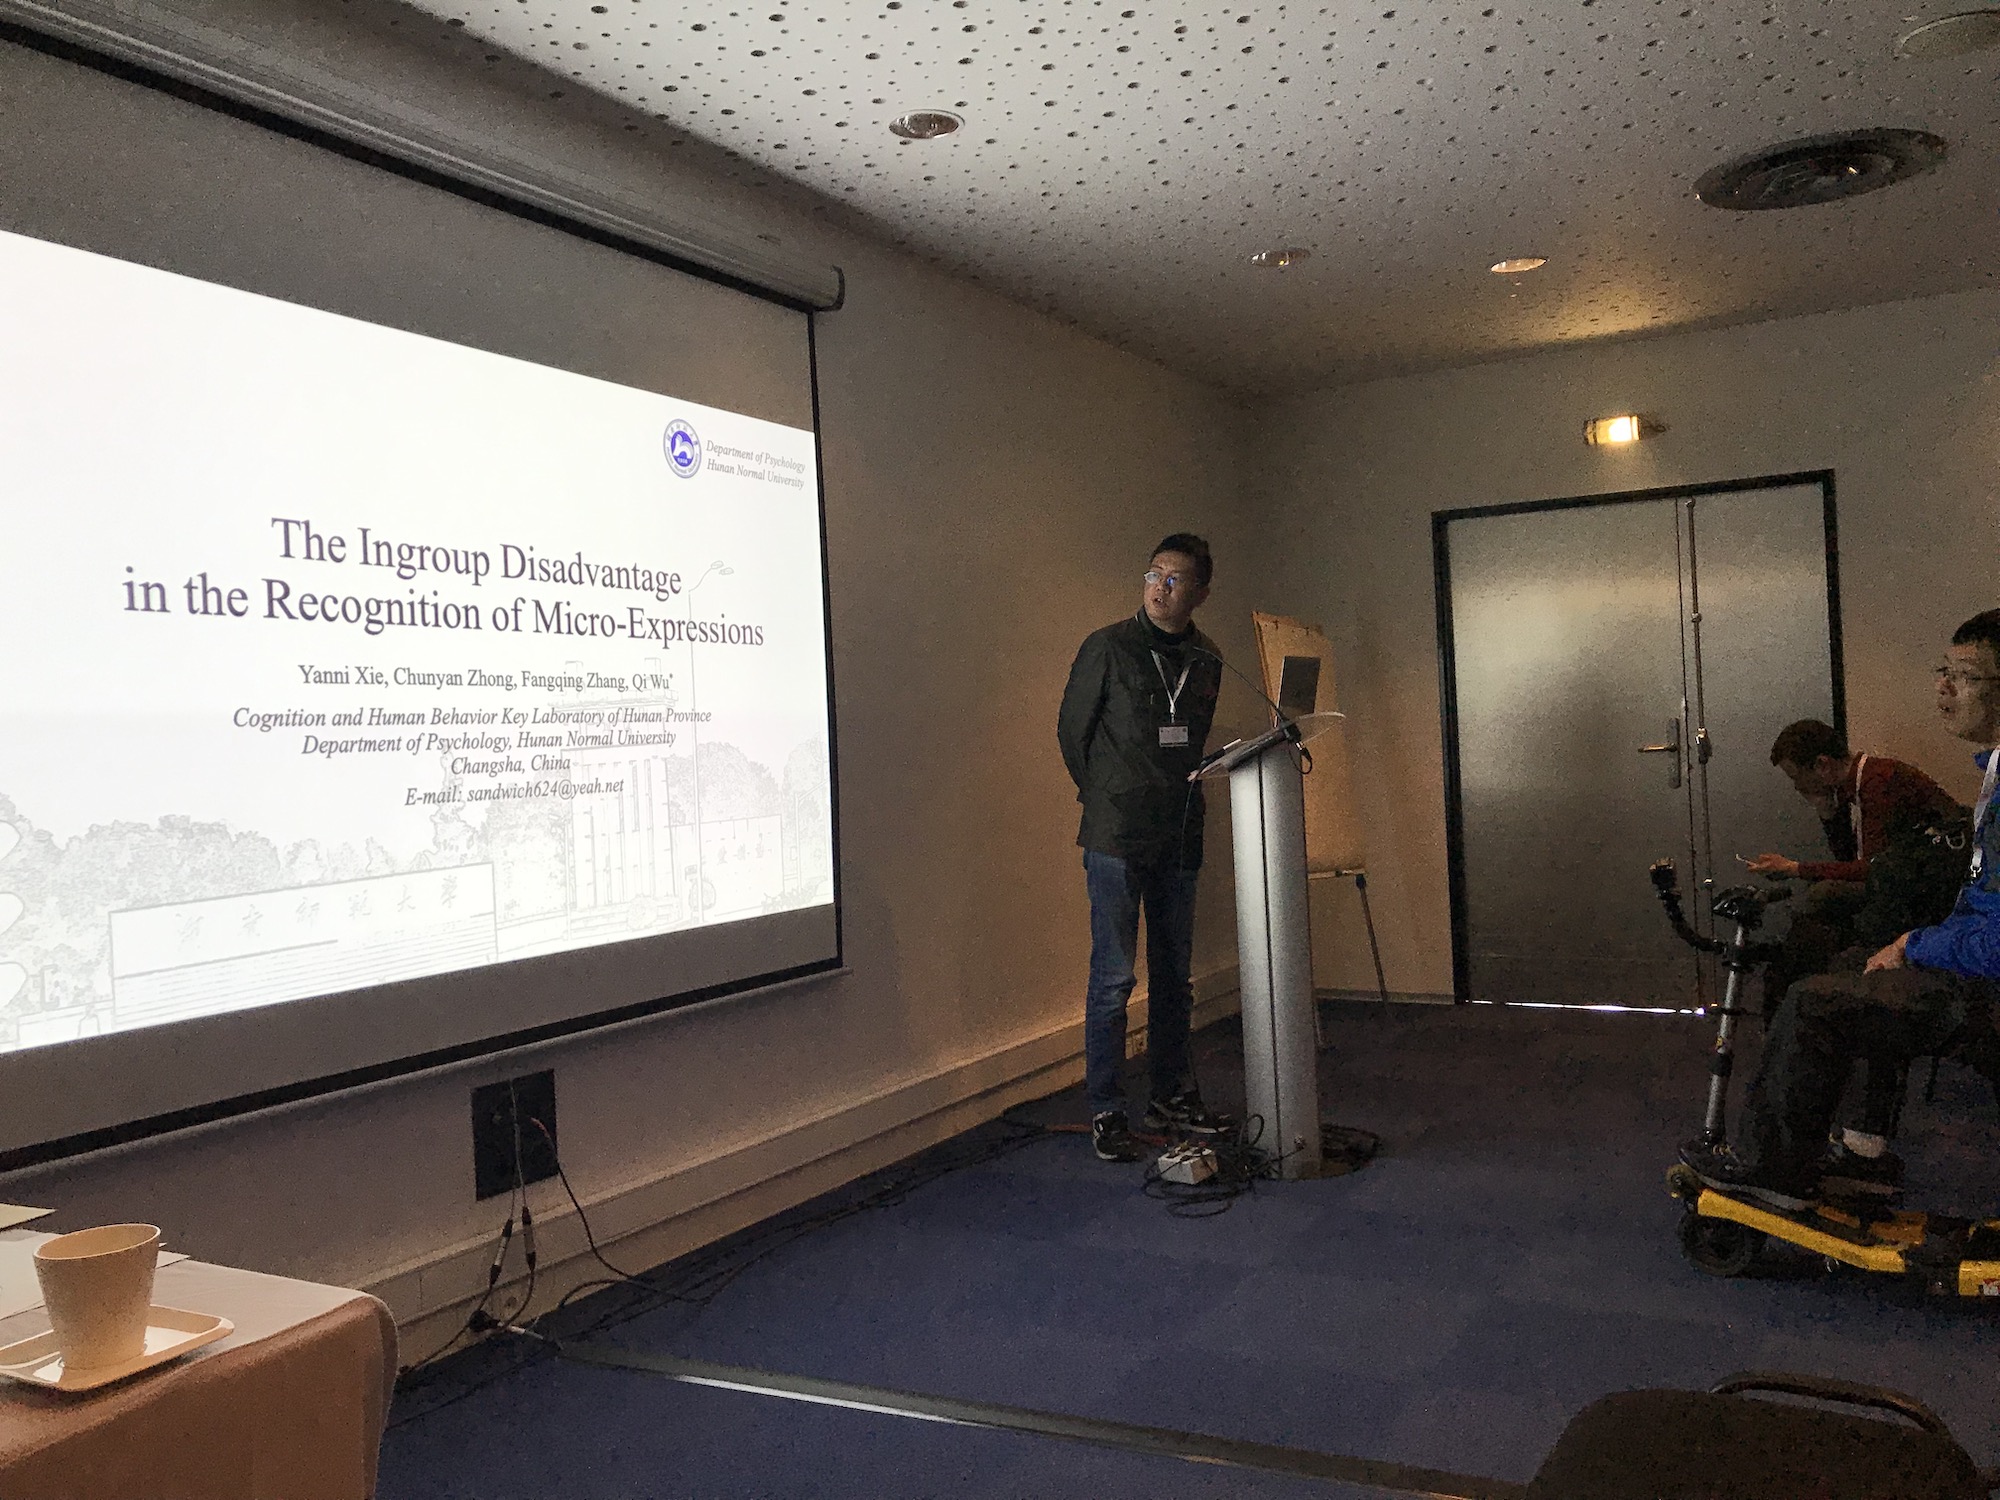 Department of Psychology
Hunan Normal University
The Ingroup Disadvantage
in the Recognition of Micro-Expressions
Yanni Xie, Chunyan Zhong, Fangqing Zhang, Qi Wu*
Cognition and Human Behavior Key Laboratory of Hunan Province
Department of Psychology, Hunan Normal University
Changsha, China
E-mail: sandwich624@yeah.net